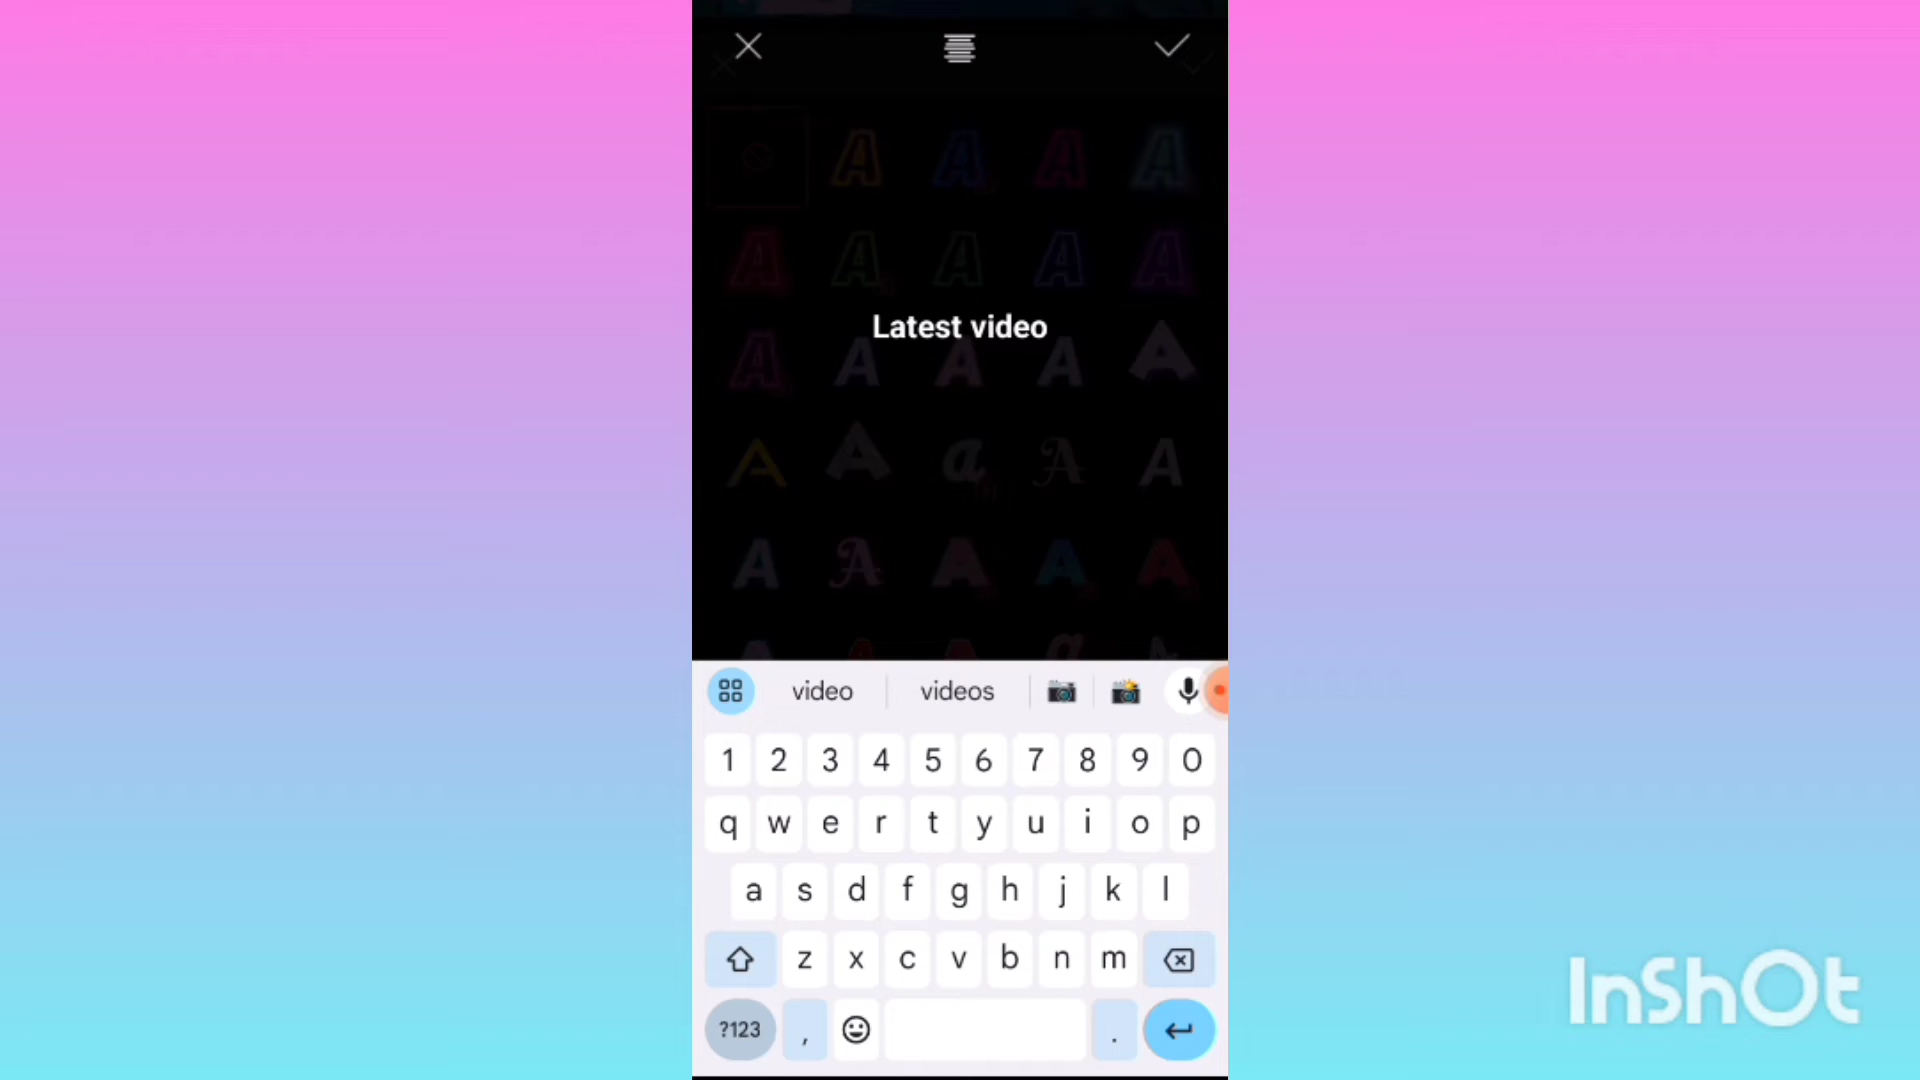 A A A A
A A A A A
A A A A A
A A a A A
A A A A A
Latest video
video videos
1 2 3 4 5 6 7 8 9 0
q w e r t y u i o p
a s d f g h j k l
z x c v b n m
?123 , .
InShOt